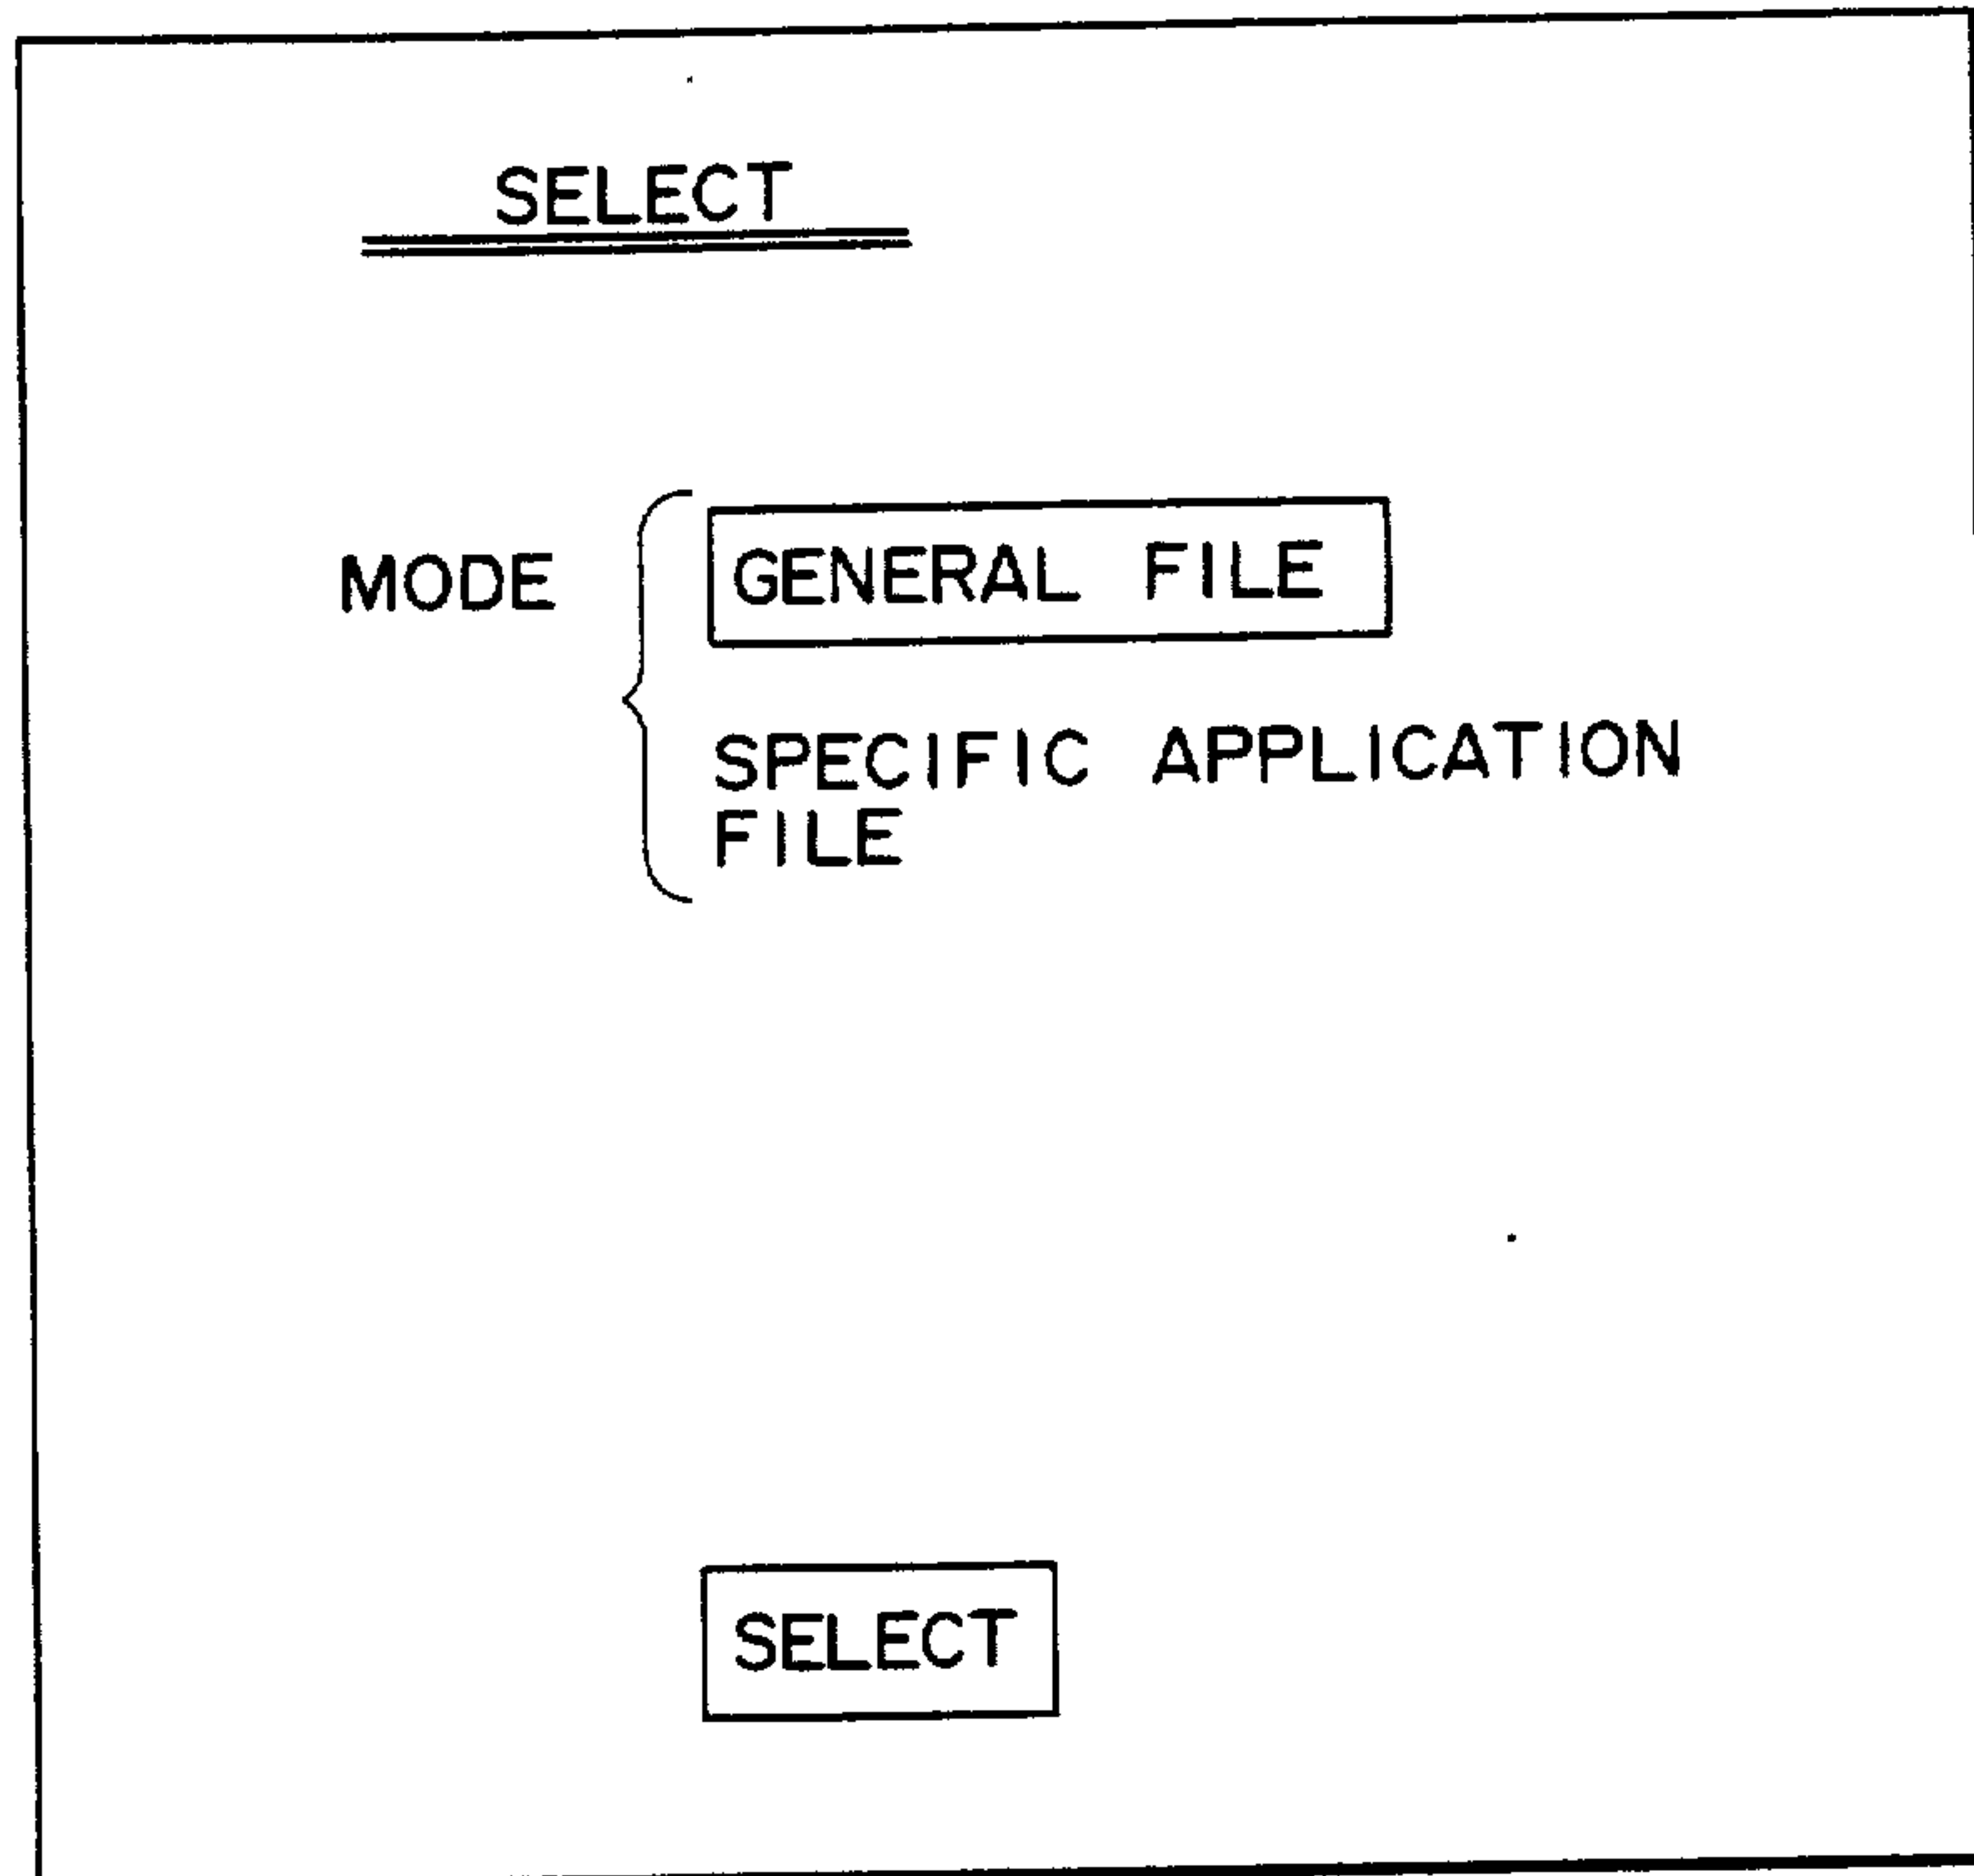 SELECT
MODE
GENERAL FILE
SPECIFIC APPLICATION
FILE
SELECT